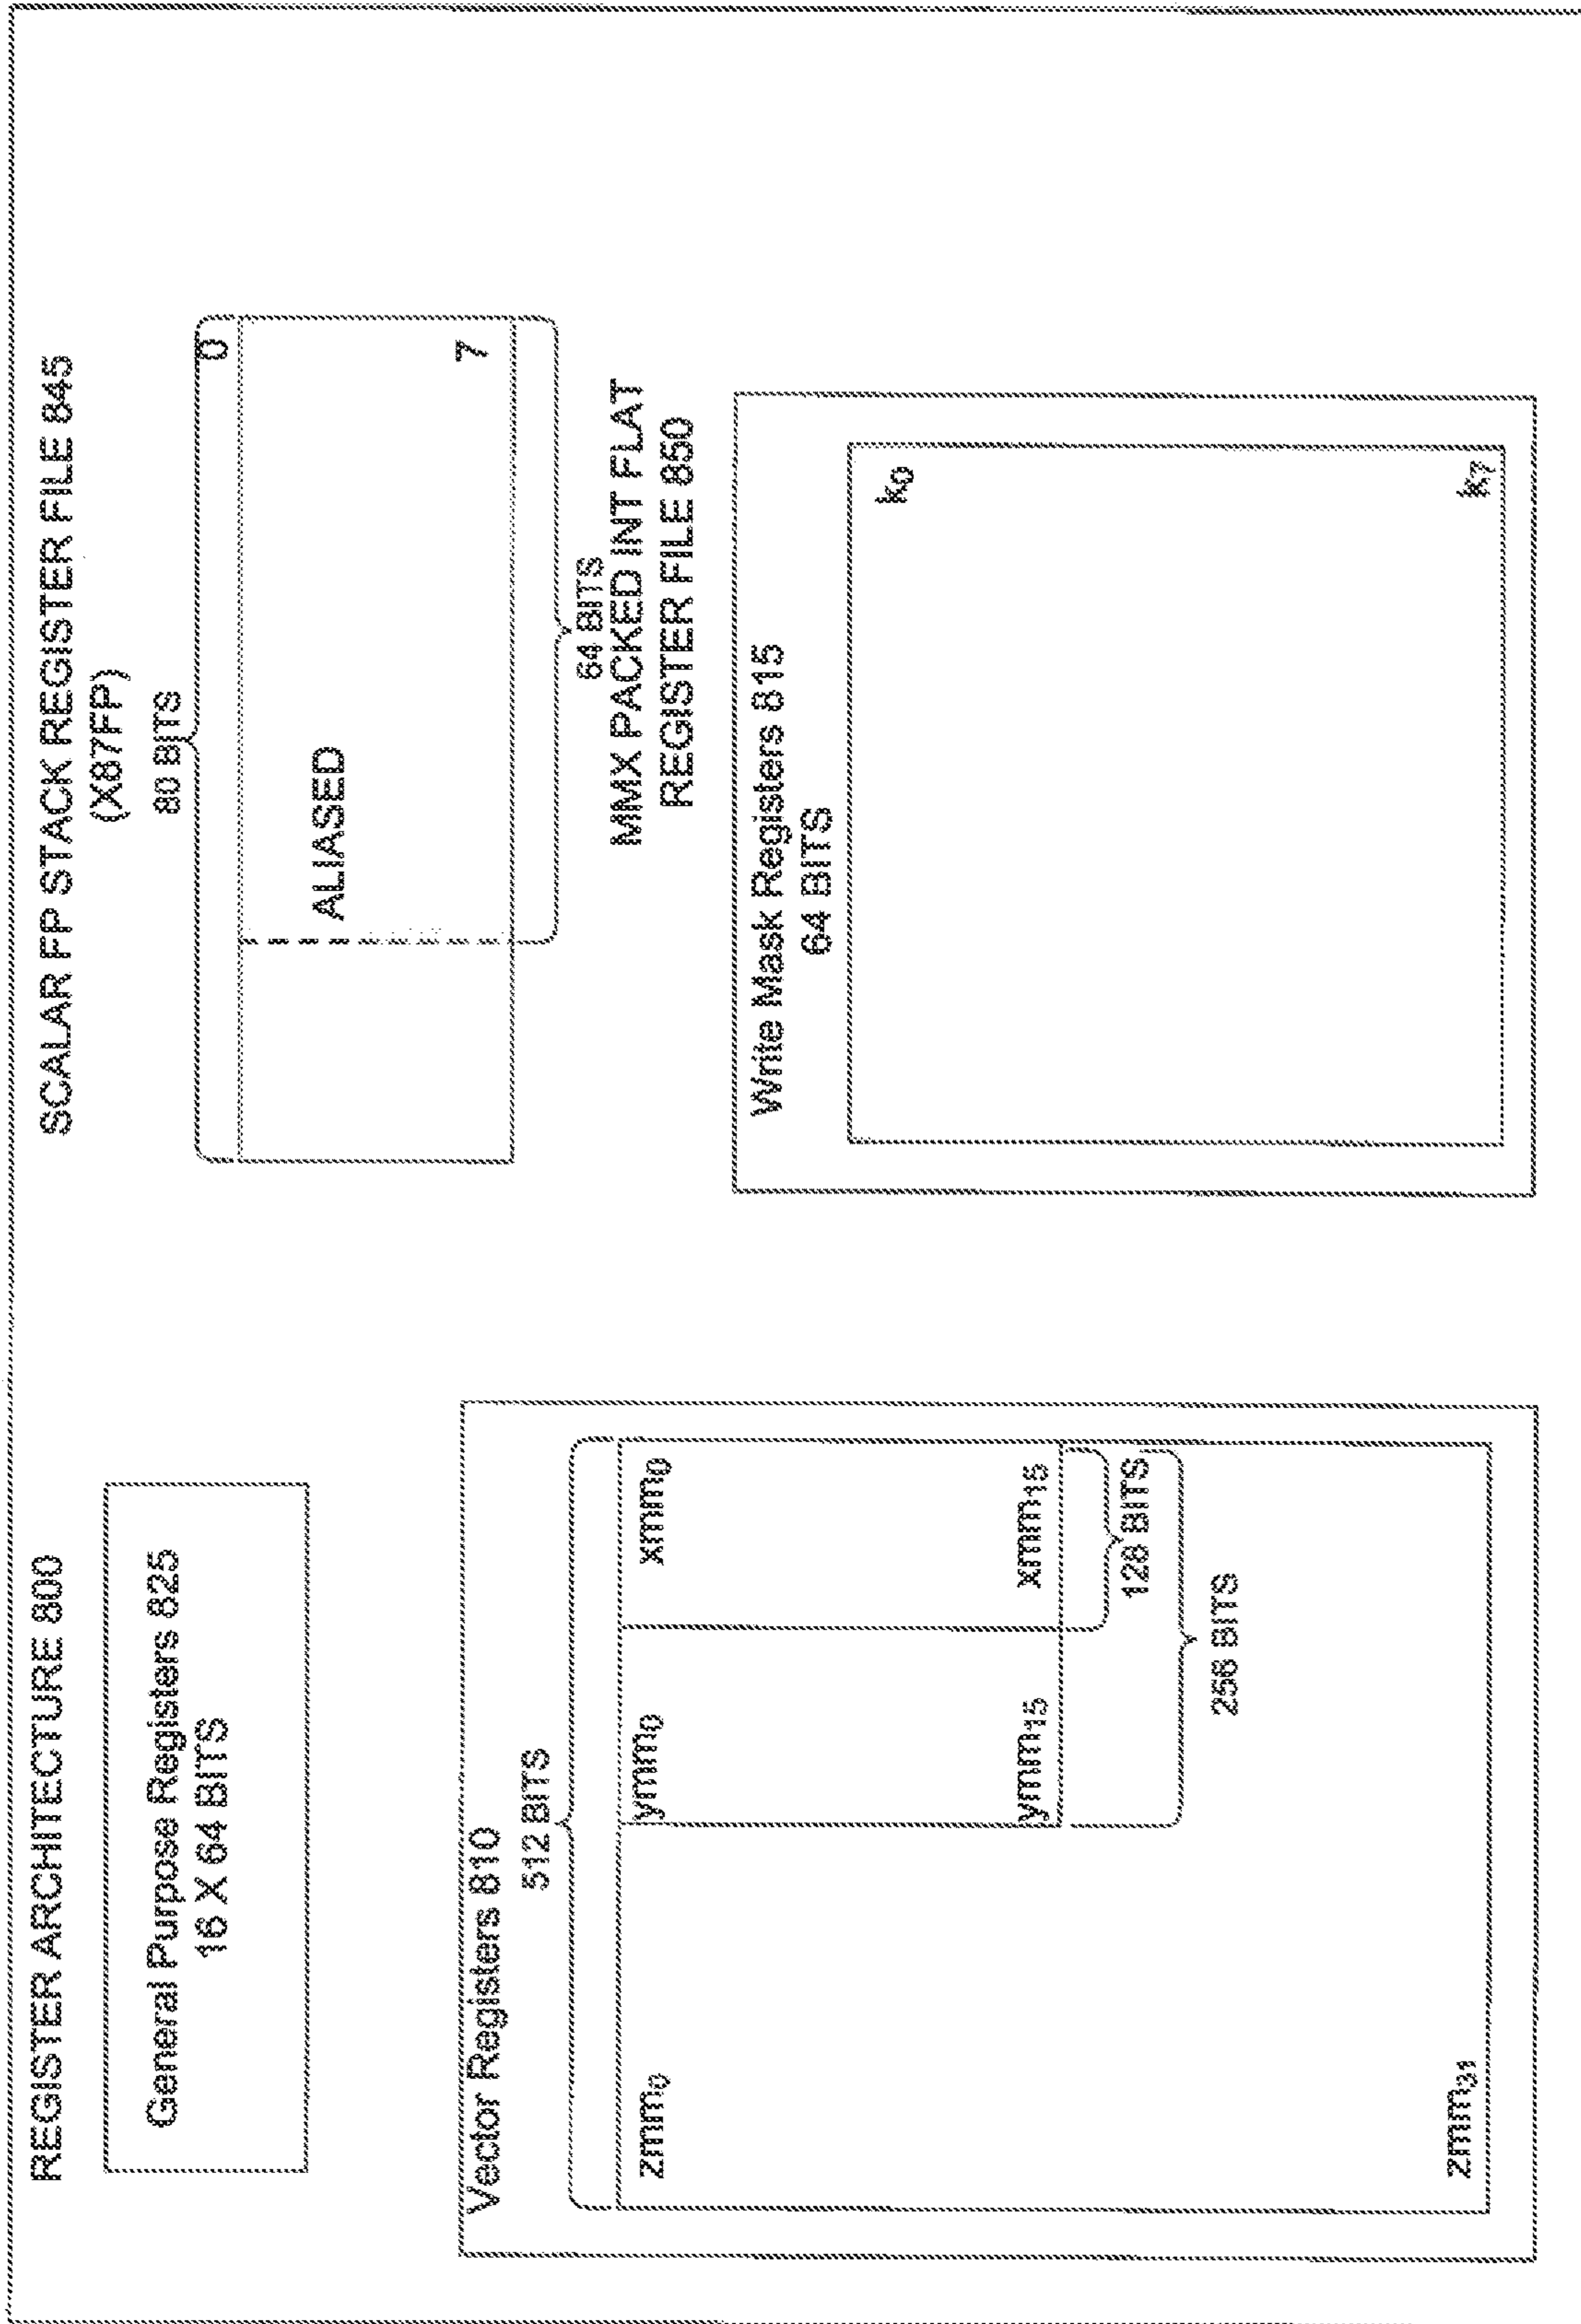 REGISTER ARCHITECTURE 800
General Purpose Registers 825
16 X 64 BITS
Vector Registers 810
512 BITS
zmm0
ymm0
xmm0
ymm15
xmm15
128 BITS
256 BITS
zmm31
SCALAR FP STACK REGISTER FILE 845
(X87FP)
80 BITS
0
ALIASED
7
64 BITS
MMX PACKED INT FLAT
REGISTER FILE 850
Write Mask Registers 815
64 BITS
k0
k7